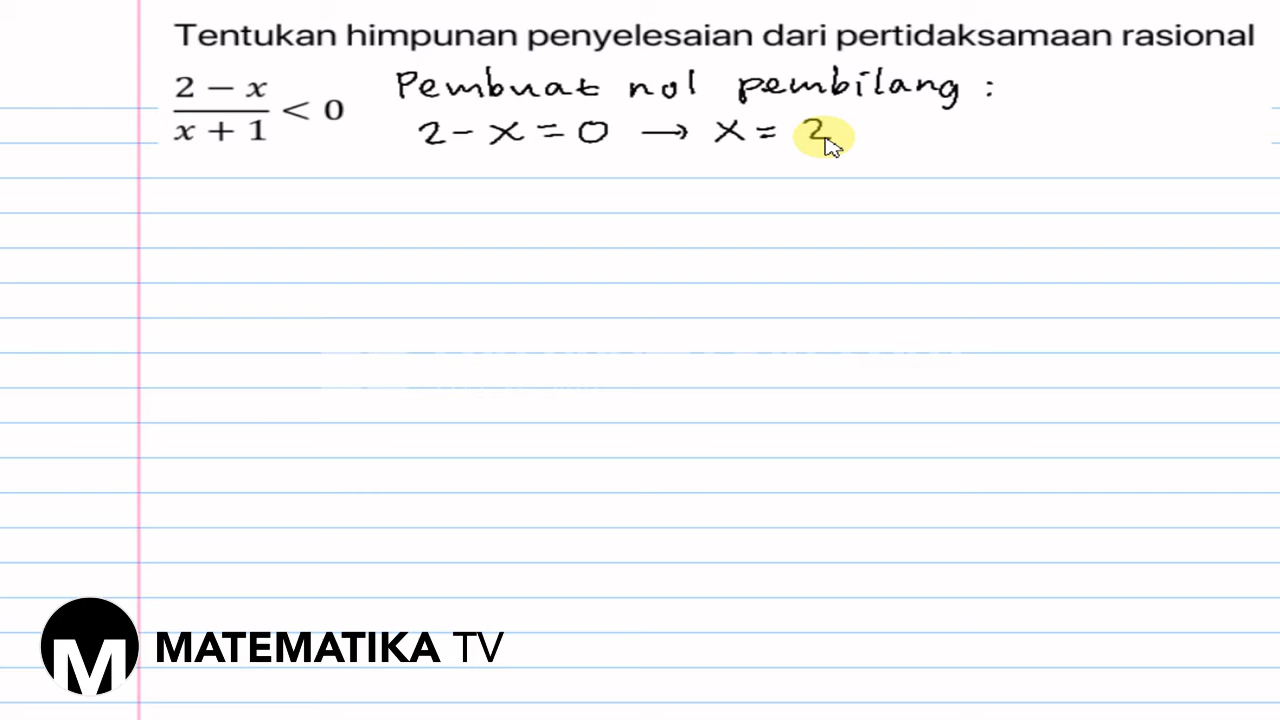 Tentukan himpunan penyelesaian dari pertidaksamaan rasional
2 − x / x + 1 < 0
Pembuat nol pembilang :
2 - x = 0 → x = 2
M MATEMATIKA TV